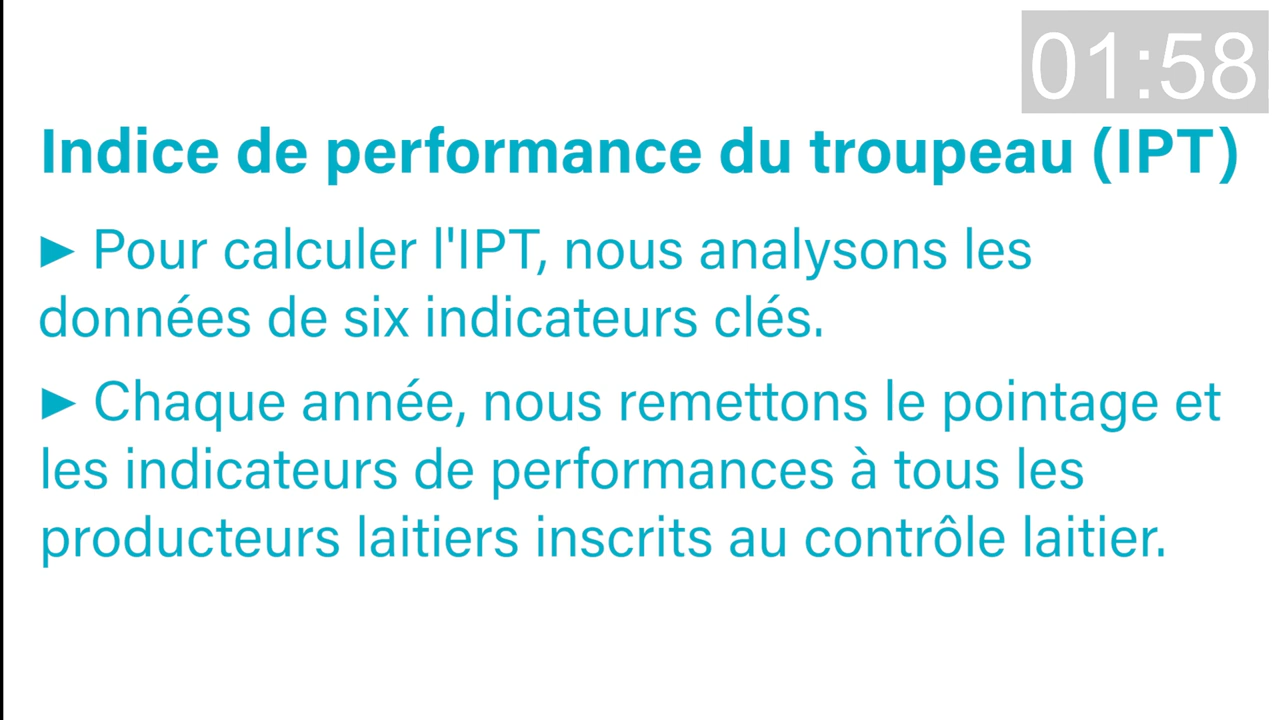 01:58
Indice de performance du troupeau (IPT)
► Pour calculer l'IPT, nous analysons les
données de six indicateurs clés.
► Chaque année, nous remettons le pointage et
les indicateurs de performances à tous les
producteurs laitiers inscrits au contrôle laitier.